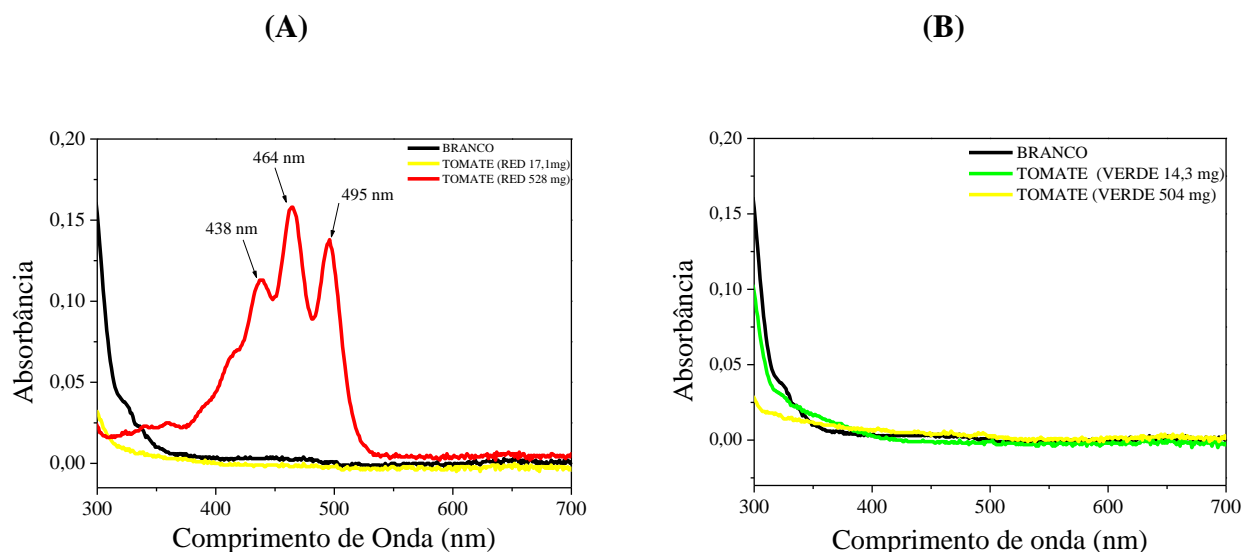 (A)
0,20
0,15
0,10
0,05
0,00
Absorbância
BRANCO
TOMATE (RED 17,1mg)
TOMATE (RED 528 mg)
464 nm
495 nm
438 nm
300
400
500
600
700
Comprimento de Onda (nm)
(B)
0,20
0,15
0,10
0,05
0,00
Absorbância
BRANCO
TOMATE (VERDE 14,3 mg)
TOMATE (VERDE 504 mg)
300
400
500
600
700
Comprimento de onda (nm)